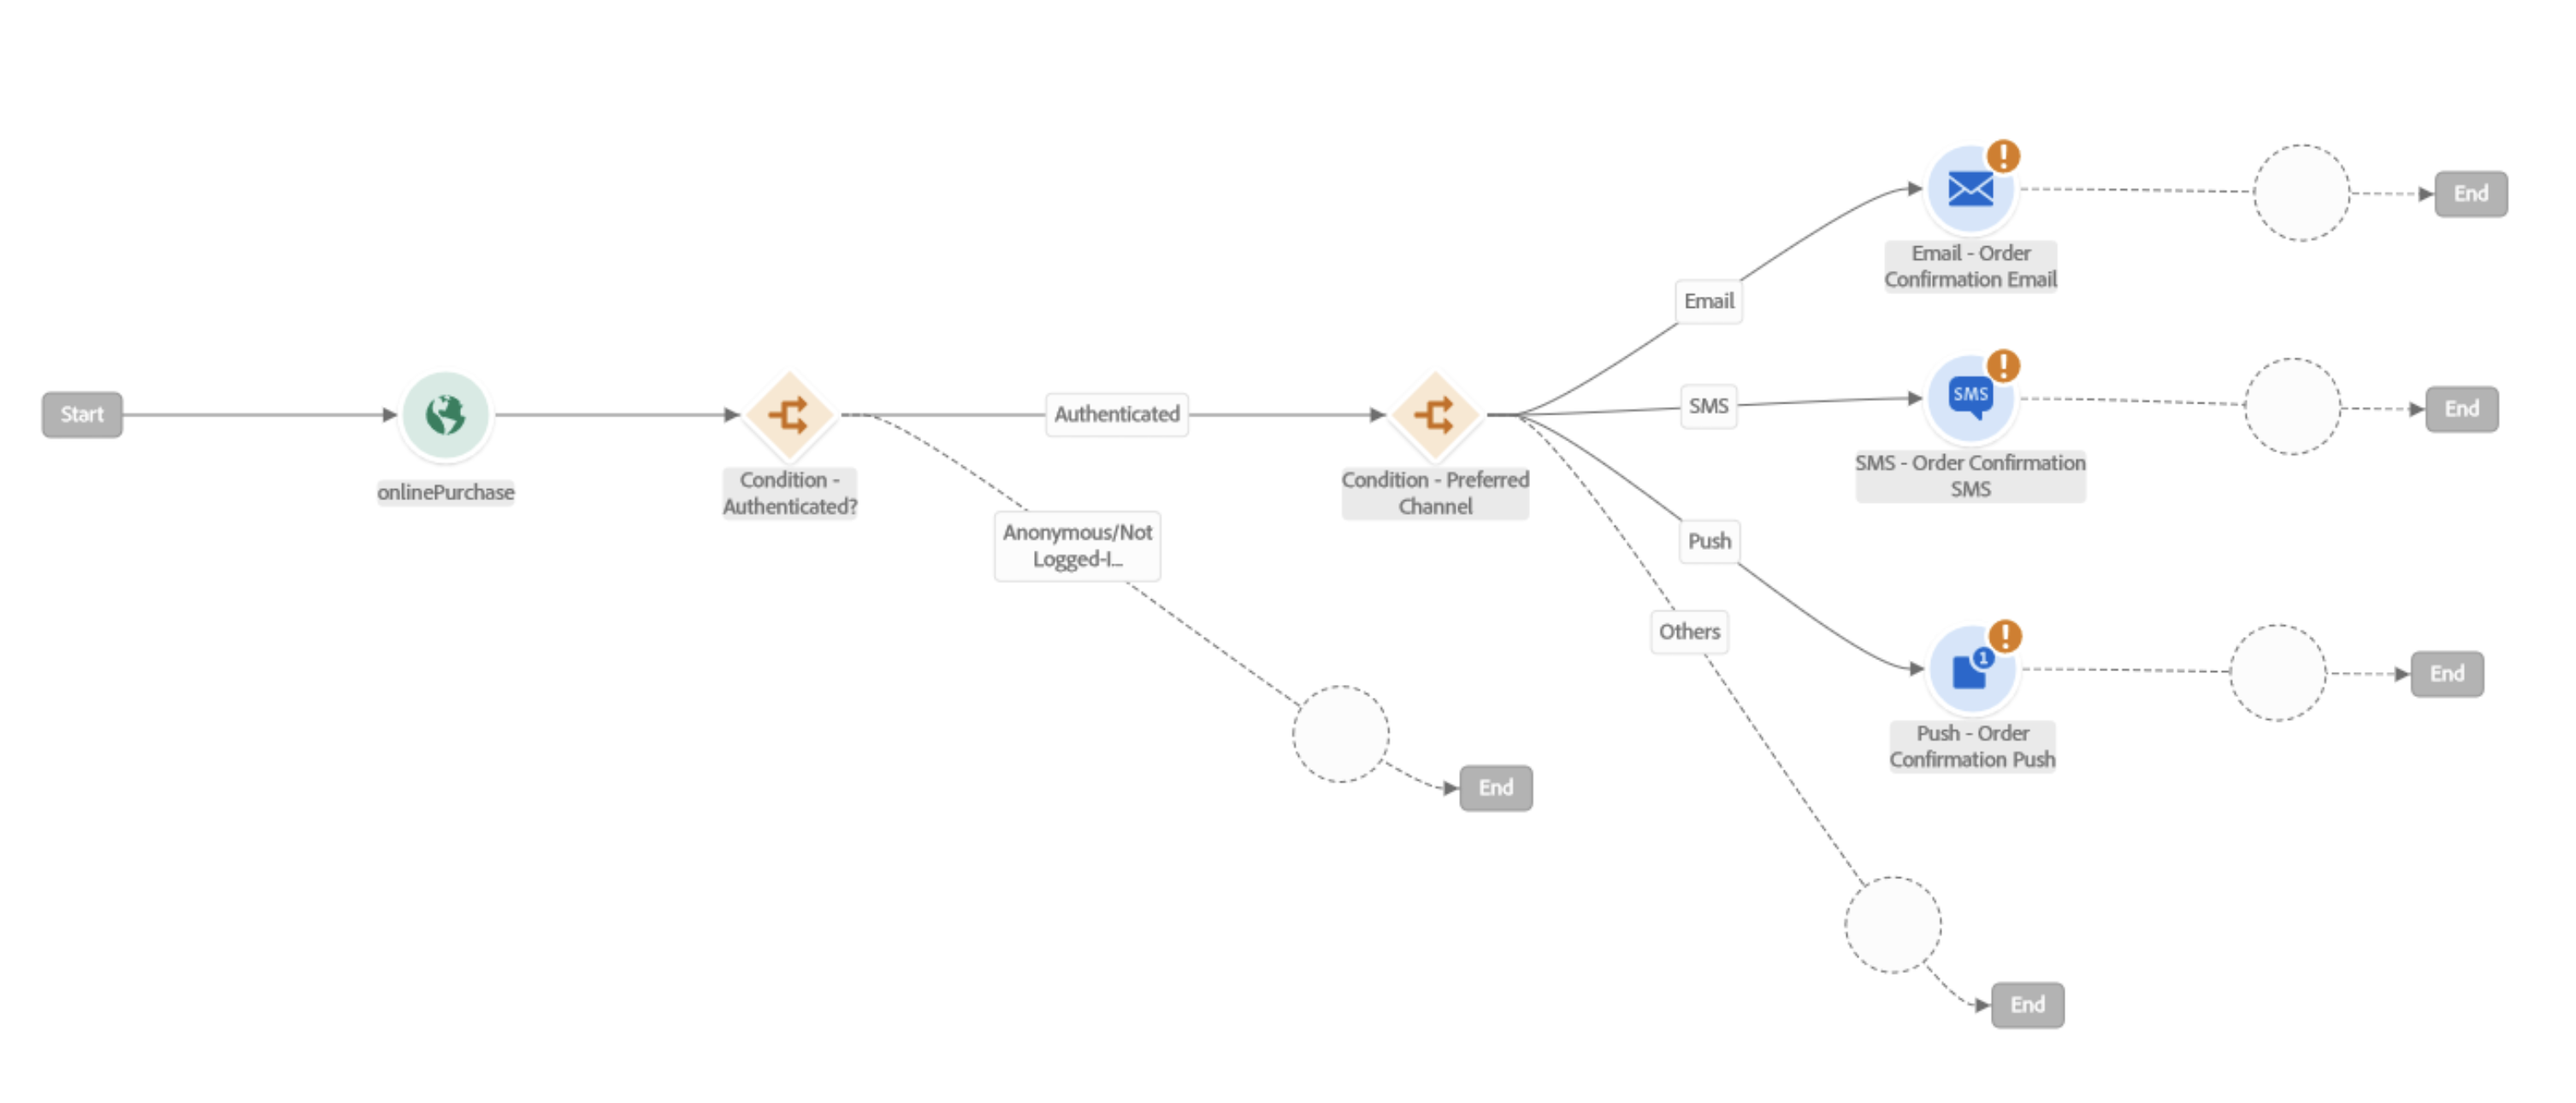 Start
onlinePurchase
Condition -
Authenticated?
Authenticated
Anonymous/Not
Logged-I...
End
Condition - Preferred
Channel
Email
SMS
Push
Others
Email - Order
Confirmation Email
End
SMS
SMS - Order Confirmation
SMS
End
1
Push - Order
Confirmation Push
End
End